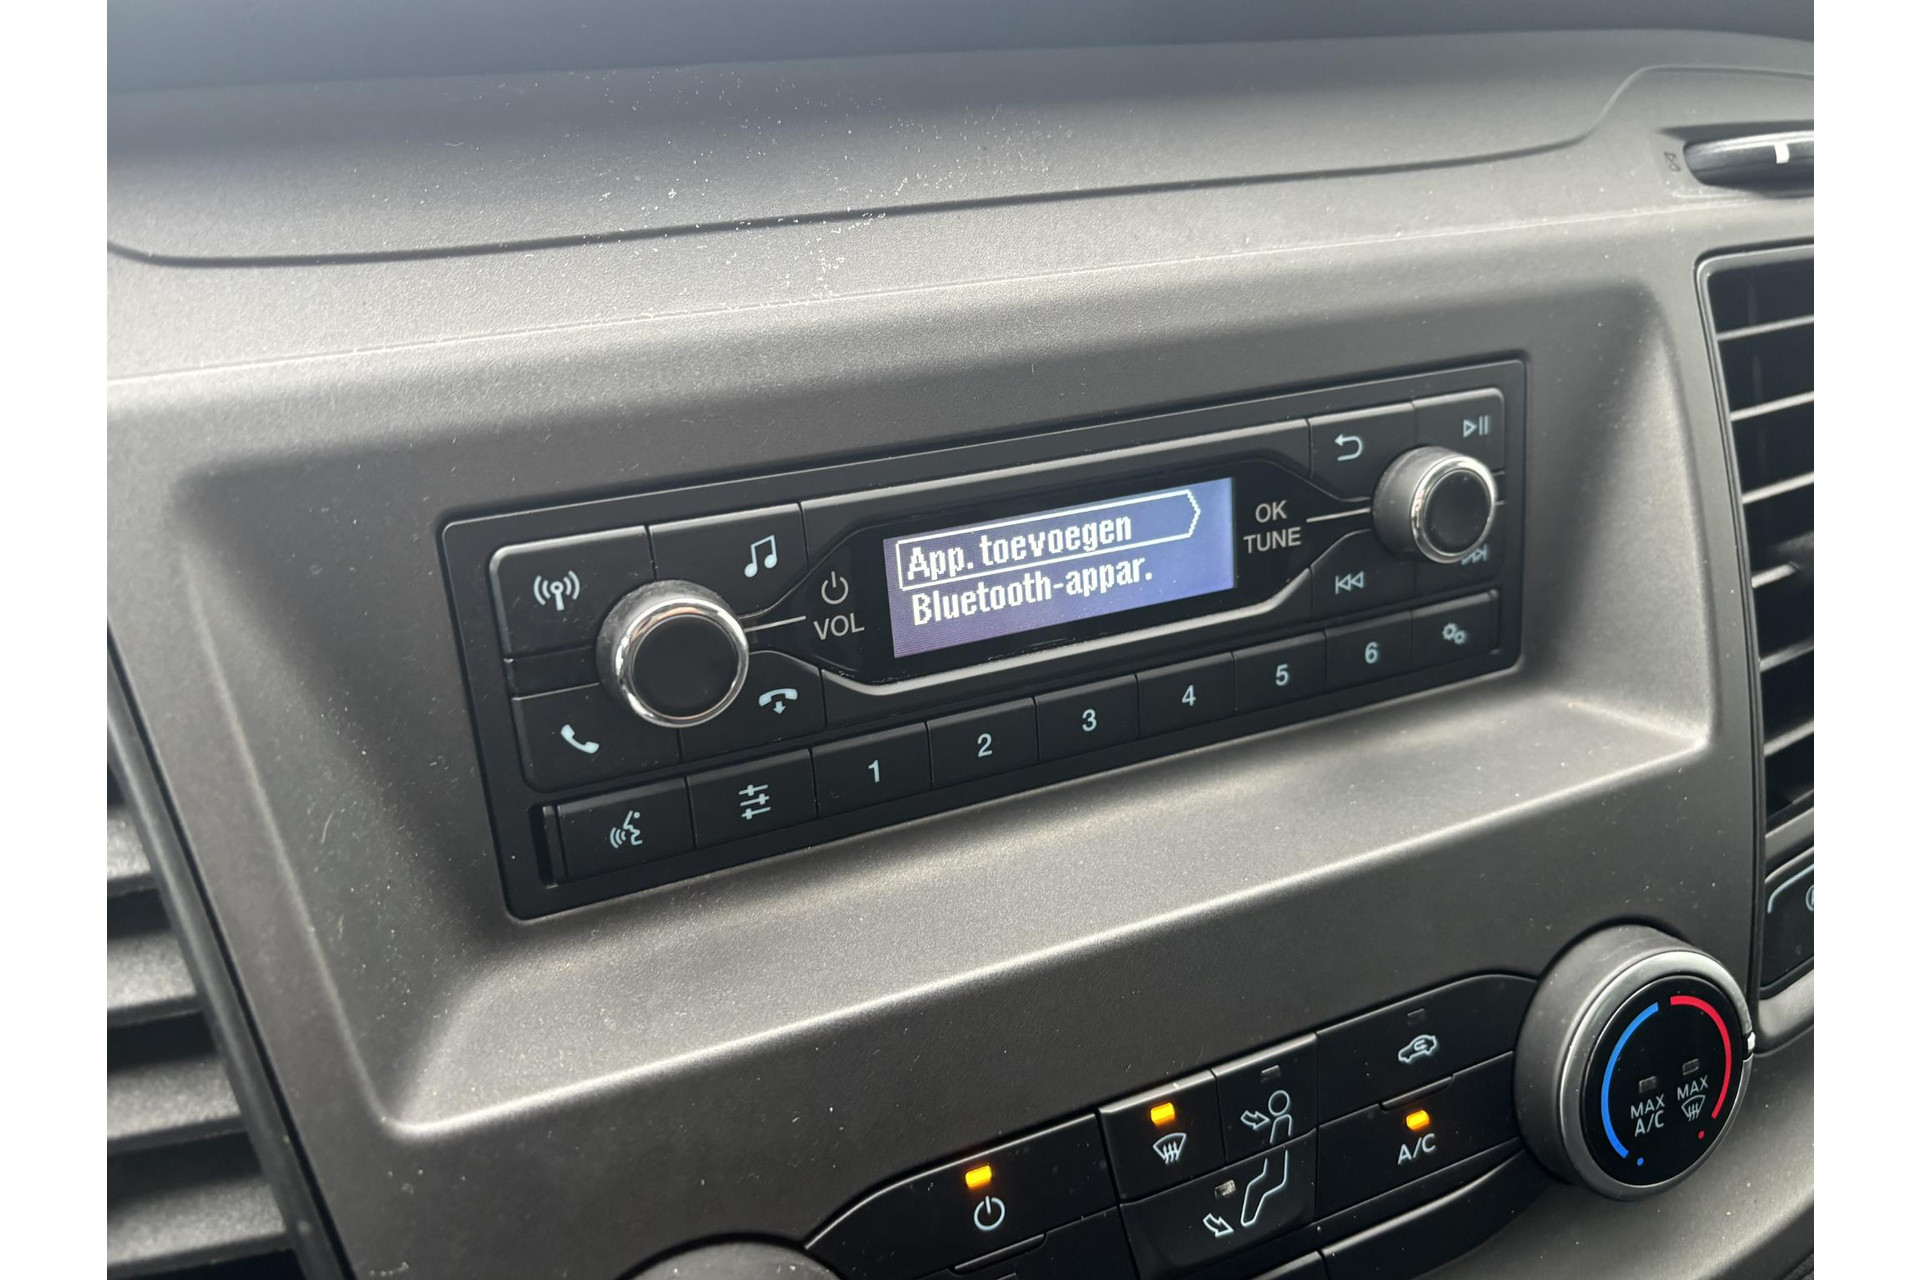 App. toevoegen
Bluetooth-appar.
VOL
OK
TUNE
1 2 3 4 5 6
MAX
A/C
MAX
A/C